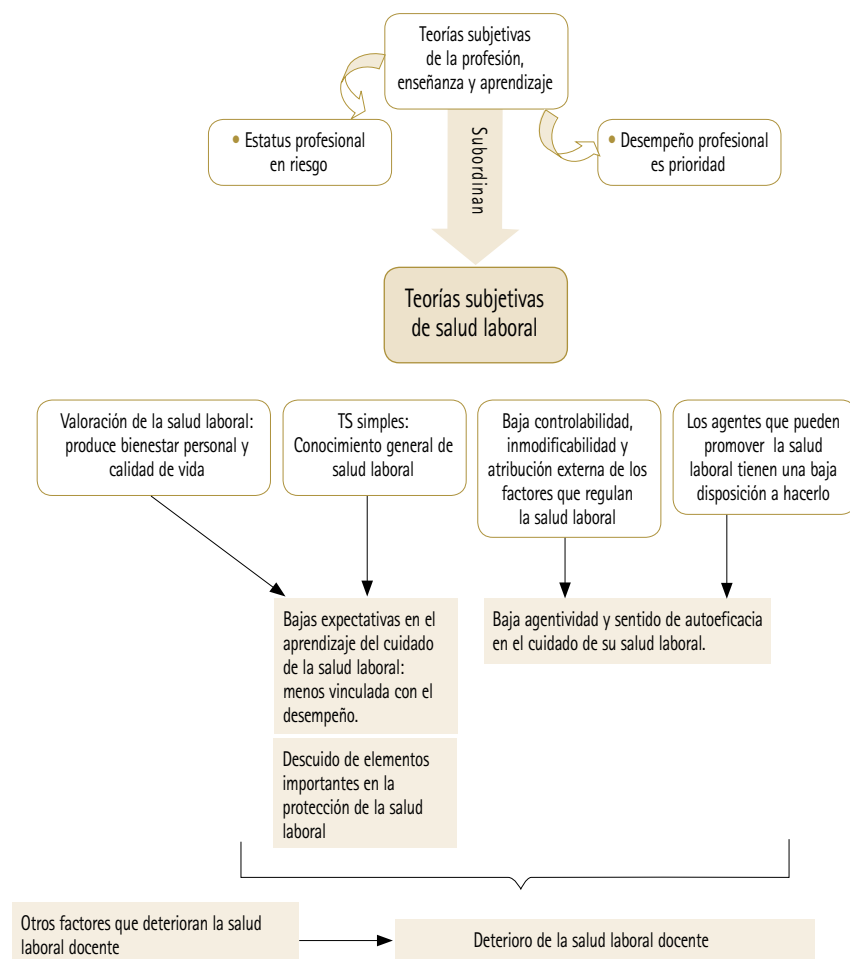 Teorías subjetivas
de la profesión,
enseñanza y aprendizaje
• Estatus profesional
en riesgo
Subordinan
• Desempeño profesional
es prioridad
Teorías subjetivas
de salud laboral
Valoración de la salud laboral:
produce bienestar personal y
calidad de vida
TS simples:
Conocimiento general de
salud laboral
Baja controlabilidad,
inmodificabilidad y
atribución externa de los
factores que regulan
la salud laboral
Los agentes que pueden
promover la salud
laboral tienen una baja
disposición a hacerlo
Bajas expectativas en el
aprendizaje del cuidado
de la salud laboral:
menos vinculada con el
desempeño.
Baja agentividad y sentido de autoeficacia
en el cuidado de su salud laboral.
Descuido de elementos
importantes en la
protección de la salud
laboral
Otros factores que deterioran la salud
laboral docente
Deterioro de la salud laboral docente